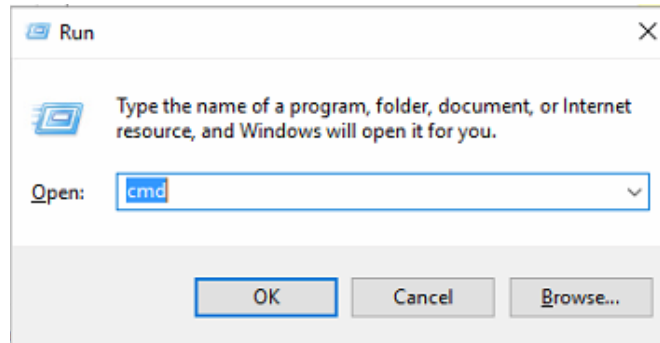 Run
Type the name of a program, folder, document, or Internet
resource, and Windows will open it for you.
Open: cmd
OK Cancel Browse...